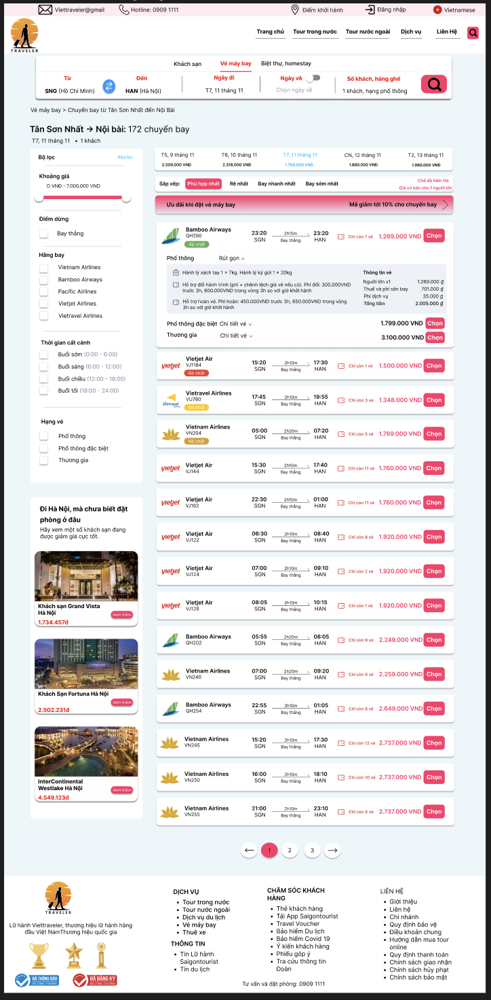 Viettraveler@gmail
Hotline: 0909 1111
Điểm khởi hành
Đăng nhập
Vietnamese
TRAVELER
Trang chủ
Tour trong nước
Tour nước ngoài
Dịch vụ
Liên Hệ
Khách sạn
Vé máy bay
Biệt thự, homestay
Từ
Đến
Ngày đi
Ngày về
Số khách, hàng ghế
SNG (Hồ Chí Minh)
HAN (Hà Nội)
T7, 11 tháng 11
Chọn ngày về
1 khách, hạng phổ thông
Vé máy bay > Chuyến bay từ Tân Sơn Nhất đến Nội Bài
Tân Sơn Nhất → Nội bài: 172 chuyến bay
T7, 11 tháng 11 • 1 khách
Bộ lọc
Xóa lọc
Khoảng giá
O VNĐ - 7.000.000 VND
Điểm dừng
Bay thẳng
Hãng bay
Vietnam Airlines
Bamboo Airways
Pacific Airlines
Vietjet Airlines
Vietravel Airlines
Thời gian cất cánh
Buổi sớm (0:00 - 6:00)
Buổi sáng (6:00 - 12:00)
Buổi chiều (12:00 - 18:00)
Buổi tối (18:00 - 24:00)
Hạng vé
Phổ thông
Phổ thông đặc biệt
Thương gia
Đi Hà Nội, mà chưa biết đặt
phòng ở đâu
Hãy xem một số khách sạn đang
được giảm giá cực tốt.
Khách sạn Grand Vista
Hà Nội
Xem thêm
1.734.457đ
Khách Sạn Fortuna Hà Nội
Xem thêm
2.502.231đ
InterContinental
Westlake Hà Nội
Xem thêm
4.549.123đ
T5, 9 tháng 11
T6, 10 tháng 11
T7, 11 tháng 11
CN, 12 tháng 11
T2, 13 tháng 11
2.509.000 VNĐ
2.318.000 VNĐ
1.769.000 VNĐ
1.880.000 VNĐ
1.980.000 VNĐ
Sắp xếp:
Phù hợp nhất
Rẻ nhất
Bay nhanh nhất
Bay sớm nhất
Chế độ hiển thị:
Giá cơ bản cho 1 người lớn
Ưu đãi khi đặt vé máy bay
Mã giảm tới 10% cho chuyến bay
Bamboo Airways
QH290
Rẻ nhất
23:20
SGN
2h15m
Bay thẳng
23:20
HAN
Chỉ còn 7 vé
1.269.000 VND
Chọn
Phổ thông
Rút gọn
Hành lý xách tay 1 x 7kg. Hành lý ký gửi 1 x 20kg
Hỗ trợ đổi hành trình (phí + chênh lệch giá vé nếu có). Phí đổi: 300.000VND
trước 3h, 600.000VND trong vòng 3h so với giờ khởi hành
Hỗ trợ hoàn vé. Phí hoàn: 450.000VND trước 3h, 650.000VND trong vòng
3h so với giờ khởi hành
Thông tin vé
Người lớn x1 1.269.000 ₫
Thuế và phí sân bay 701.000 ₫
Phí dịch vụ 35.000 ₫
Tổng tiền 2.005.000 ₫
Phổ thông đặc biệt Chi tiết vé
1.799.000 VND
Chọn
Thương gia Chi tiết vé
3.100.000 VND
Chọn
vietjet
Vietjet Air
VJ1184
Rẻ nhất
15:20
SGN
2h10m
Bay thẳng
17:30
HAN
Chỉ còn 1 vé
1.500.000 VND
Chọn
Vietravel
Vietravel Airlines
VU780
Rẻ nhất
17:45
SGN
2h10m
Bay thẳng
19:55
HAN
Chỉ còn 3 vé
1.348.000 VND
Chọn
Vietnam Airlines
VN204
Rẻ nhất
05:00
SGN
2h20m
Bay thẳng
07:20
HAN
Chỉ còn 5 vé
1.769.000 VND
Chọn
vietjet
Vietjet Air
VJ144
15:30
SGN
2h10m
Bay thẳng
17:40
HAN
Chỉ còn 11 vé
1.760.000 VND
Chọn
vietjet
Vietjet Air
VJ162
22:30
SGN
2h10m
Bay thẳng
01:00
HAN
Chỉ còn 11 vé
1.760.000 VND
Chọn
vietjet
Vietjet Air
VJ122
06:30
SGN
2h10m
Bay thẳng
08:40
HAN
Chỉ còn 8 vé
1.920.000 VND
Chọn
vietjet
Vietjet Air
VJ124
07:00
SGN
2h10m
Bay thẳng
09:10
HAN
Chỉ còn 2 vé
1.920.000 VND
Chọn
vietjet
Vietjet Air
VJ128
08:05
SGN
2h10m
Bay thẳng
10:15
HAN
Chỉ còn 1 vé
1.920.000 VND
Chọn
Bamboo Airways
QH202
05:55
SGN
2h20m
Bay thẳng
08:05
HAN
Chỉ còn 9 vé
2.249.000 VND
Chọn
Vietnam Airlines
VN240
07:00
SGN
2h20m
Bay thẳng
09:20
HAN
Chỉ còn 9 vé
2.259.000 VND
Chọn
Bamboo Airways
QH254
22:55
SGN
2h10m
Bay thẳng
01:05
HAN
Chỉ còn 8 vé
2.649.000 VND
Chọn
Vietnam Airlines
VN245
15:20
SGN
2h10m
Bay thẳng
17:30
HAN
Chỉ còn 12 vé
2.737.000 VND
Chọn
Vietnam Airlines
VN250
16:00
SGN
2h10m
Bay thẳng
18:10
HAN
Chỉ còn 10 vé
2.737.000 VND
Chọn
Vietnam Airlines
VN255
21:00
SGN
2h10m
Bay thẳng
23:10
HAN
Chỉ còn 9 vé
2.737.000 VND
Chọn
1
2
3
TRAVELER
Lữ hành Viettraveler, thương hiệu lữ hành hàng
đầu Việt NamThương hiệu quốc gia
ĐÃ THÔNG BÁO
BỘ CÔNG THƯƠNG
ĐÃ ĐĂNG KÝ
BỘ CÔNG THƯƠNG
DỊCH VỤ
• Tour trong nước
• Tour nước ngoài
• Dịch vụ du lịch
• Vé máy bay
• Thuê xe
THÔNG TIN
• Tin Lữ hành
Saigontourist
• Tin du lịch
CHĂM SÓC KHÁCH
HÀNG
• Thẻ khách hàng
• Tải App Saigontourist
• Travel Voucher
• Bảo hiểm Du lịch
• Bảo hiểm Covid 19
• Ý kiến khách hàng
• Phiếu góp ý
• Tra cứu thông tin
Đoàn
Tư vấn và đặt phòng: 0909 1111
LIÊN HỆ
• Giới thiệu
• Liên hệ
• Chi nhánh
• Quy định bảo vệ
• Điều khoản chung
• Hướng dẫn mua tour
online
• Quy định thanh toán
• Chính sách giao nhận
• Chính sách hủy phạt
• Chính sách bảo mật